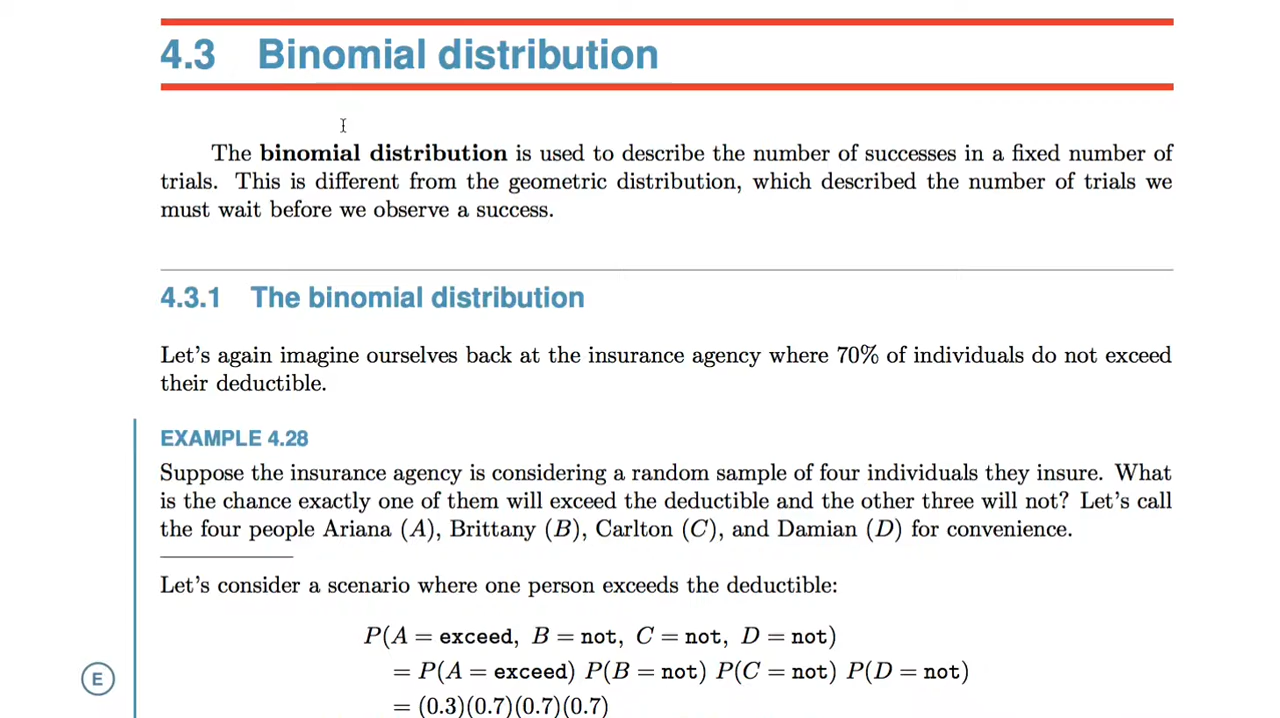 4.3 Binomial distribution
The binomial distribution is used to describe the number of successes in a fixed number of
trials. This is different from the geometric distribution, which described the number of trials we
must wait before we observe a success.
4.3.1 The binomial distribution
Let's again imagine ourselves back at the insurance agency where 70% of individuals do not exceed
their deductible.
EXAMPLE 4.28
Suppose the insurance agency is considering a random sample of four individuals they insure. What
is the chance exactly one of them will exceed the deductible and the other three will not? Let's call
the four people Ariana (A), Brittany (B), Carlton (C), and Damian (D) for convenience.
Let's consider a scenario where one person exceeds the deductible:
P(A = exceed, B = not, C = not, D = not)
E
= P(A = exceed) P(B = not) P(C = not) P(D = not)
= (0.3)(0.7)(0.7)(0.7)